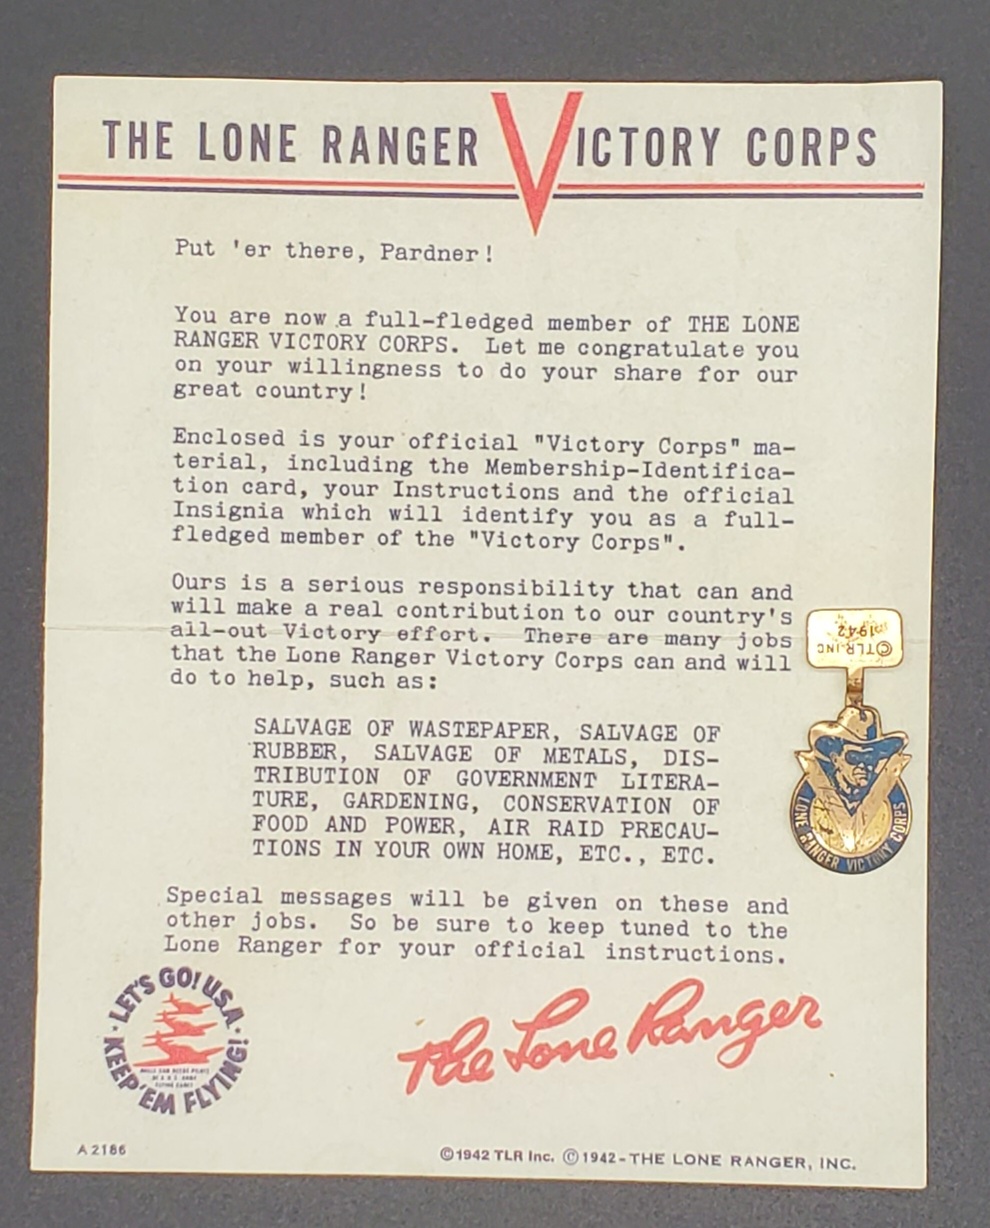 THE LONE RANGER VICTORY CORPS
Put 'er there, Pardner!
You are now a full-fledged member of THE LONE
RANGER VICTORY CORPS. Let me congratulate you
on your willingness to do your share for our
great country!
Enclosed is your official "Victory Corps" ma-
terial, including the Membership-Identifica-
tion card, your Instructions and the official
Insignia which will identify you as a full-
fledged member of the "Victory Corps".
Ours is a serious responsibility that can and
will make a real contribution to our country's
all-out Victory effort. There are many jobs
that the Lone Ranger Victory Corps can and will
do to help, such as:
SALVAGE OF WASTEPAPER, SALVAGE OF
RUBBER, SALVAGE OF METALS, DIS-
TRIBUTION OF GOVERNMENT LITERA-
TURE, GARDENING, CONSERVATION OF
FOOD AND POWER, AIR RAID PRECAU-
TIONS IN YOUR OWN HOME, ETC., ETC.
©TLR.INC
1942
LONE RANGER VICTORY CORPS
Special messages will be given on these and
other jobs. So be sure to keep tuned to the
Lone Ranger for your official instructions.
· LET'S GO! U.S.A. ·
KEEP 'EM FLYING!
The Lone Ranger
A 2186
©1942 TLR Inc. ©1942-THE LONE RANGER, INC.